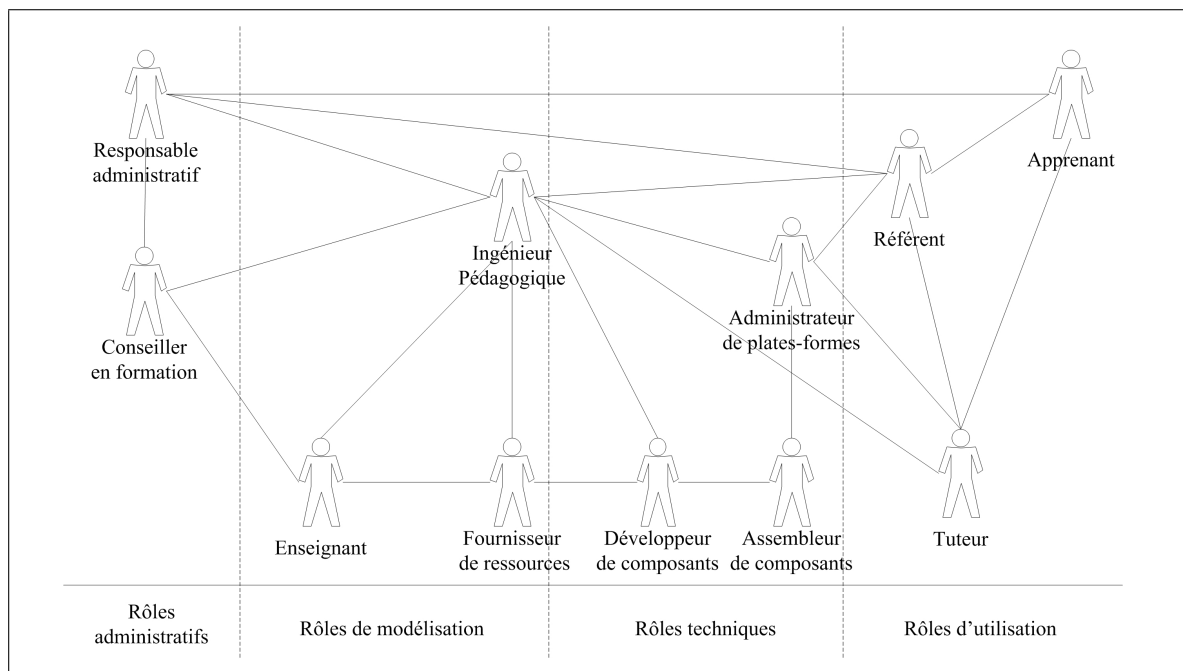 Responsable
administratif
Apprenant
Référent
Ingénieur
Pédagogique
Administrateur
de plates-formes
Conseiller
en formation
Enseignant
Fournisseur
de ressources
Développeur
de composants
Assembleur
de composants
Tuteur
Rôles
administratifs
Rôles de modélisation
Rôles techniques
Rôles d'utilisation